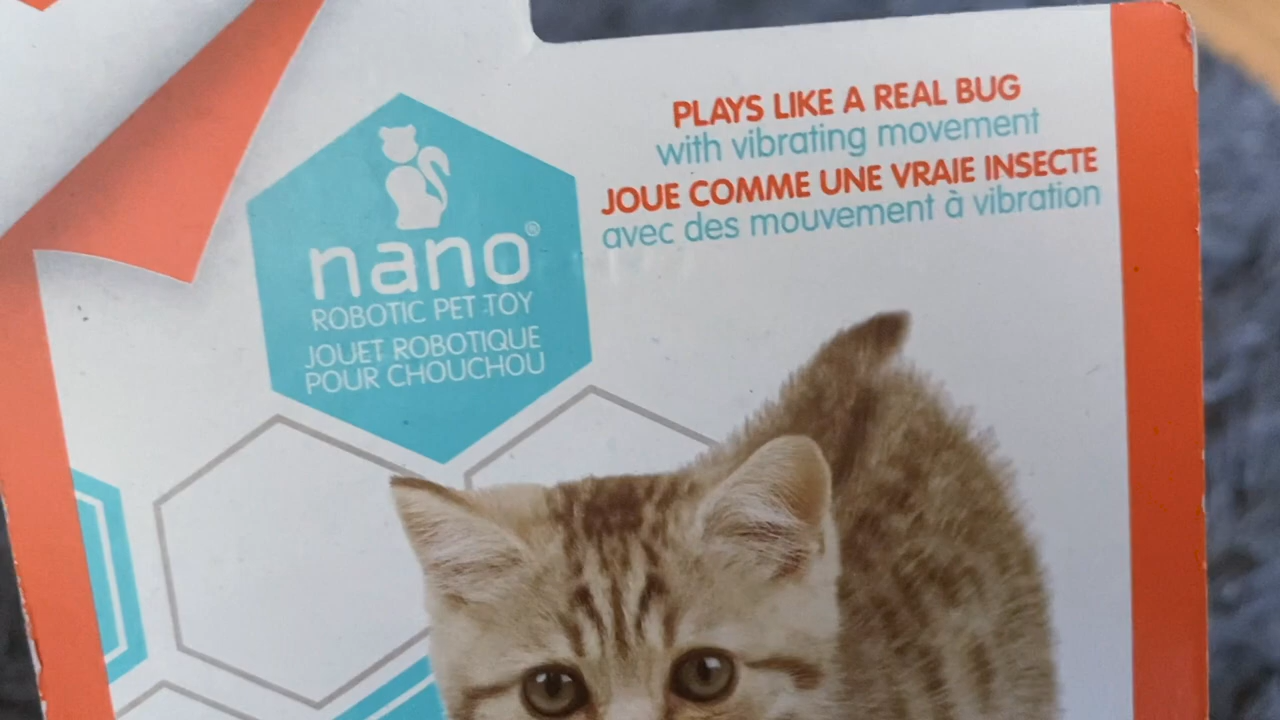 PLAYS LIKE A REAL BUG
with vibrating movement
JOUE COMME UNE VRAIE INSECTE
avec des mouvement à vibration
nano®
ROBOTIC PET TOY
JOUET ROBOTIQUE
POUR CHOUCHOU